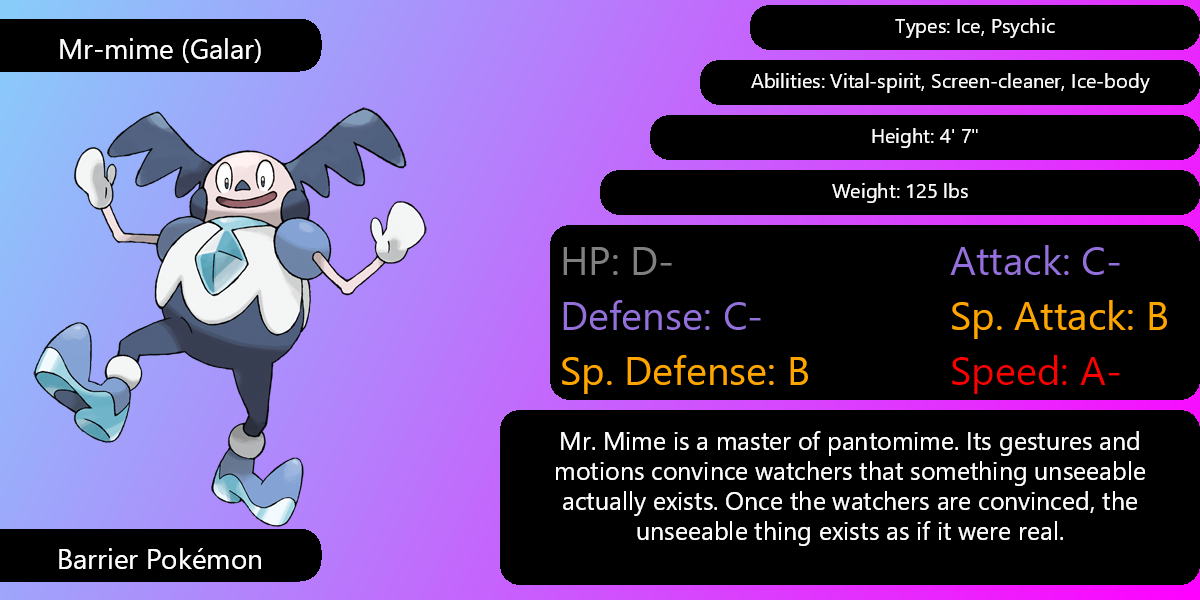 Mr-mime (Galar)
Types: Ice, Psychic
Abilities: Vital-spirit, Screen-cleaner, Ice-body
Height: 4' 7"
Weight: 125 lbs
HP: D-
Attack: C-
Defense: C-
Sp. Attack: B
Sp. Defense: B
Speed: A-
Mr. Mime is a master of pantomime. Its gestures and
motions convince watchers that something unseeable
actually exists. Once the watchers are convinced, the
unseeable thing exists as if it were real.
Barrier Pokémon